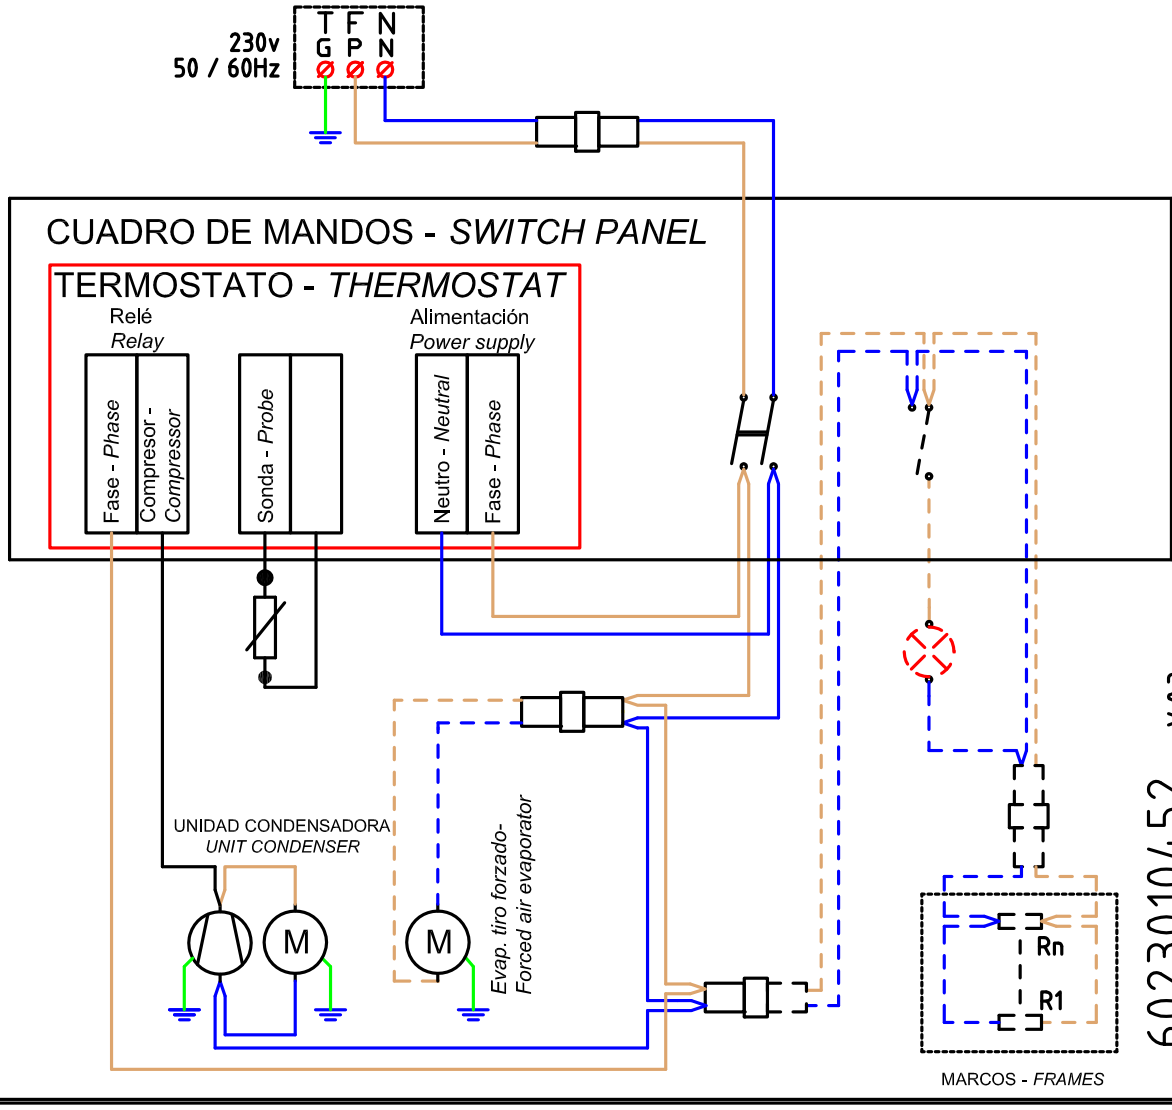 T F N
230v G P N
50 / 60Hz
CUADRO DE MANDOS - SWITCH PANEL
TERMOSTATO - THERMOSTAT
Relé
Relay
Alimentación
Power supply
Fase - Phase
Compresor -
Compressor
Sonda - Probe
Neutro - Neutral
Fase - Phase
UNIDAD CONDENSADORA
UNIT CONDENSER
M
M
Evap. tiro forzado-
Forced air evaporator
Rn
R1
MARCOS - FRAMES